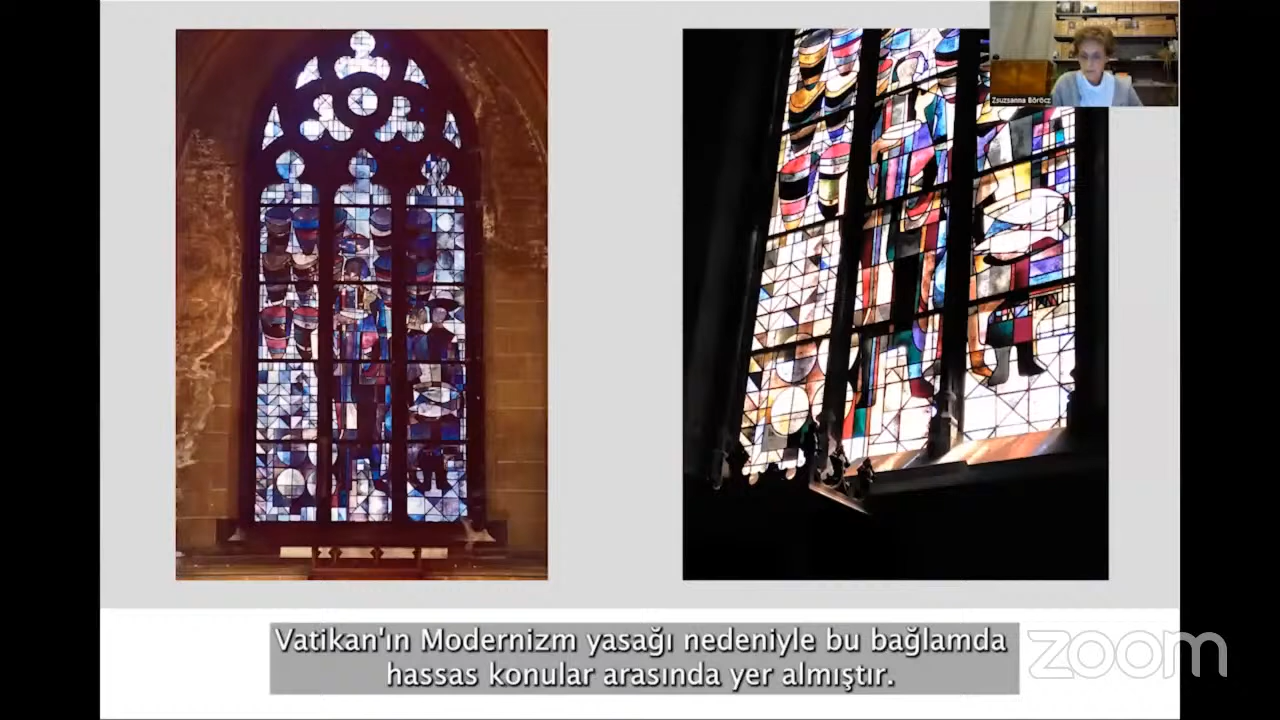 Zsuzsanna Böröcz
Vatikan'ın Modernizm yasağı nedeniyle bu bağlamda
hassas konular arasında yer almıştır.
zoom